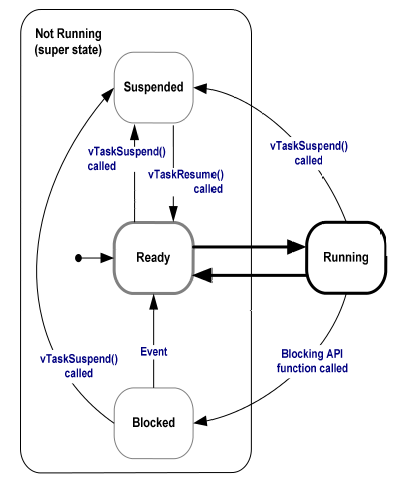 Not Running
(super state)
Suspended
vTaskSuspend()
called
vTaskResume()
called
vTaskSuspend()
called
Ready
Running
Event
vTaskSuspend()
called
Blocking API
function called
Blocked